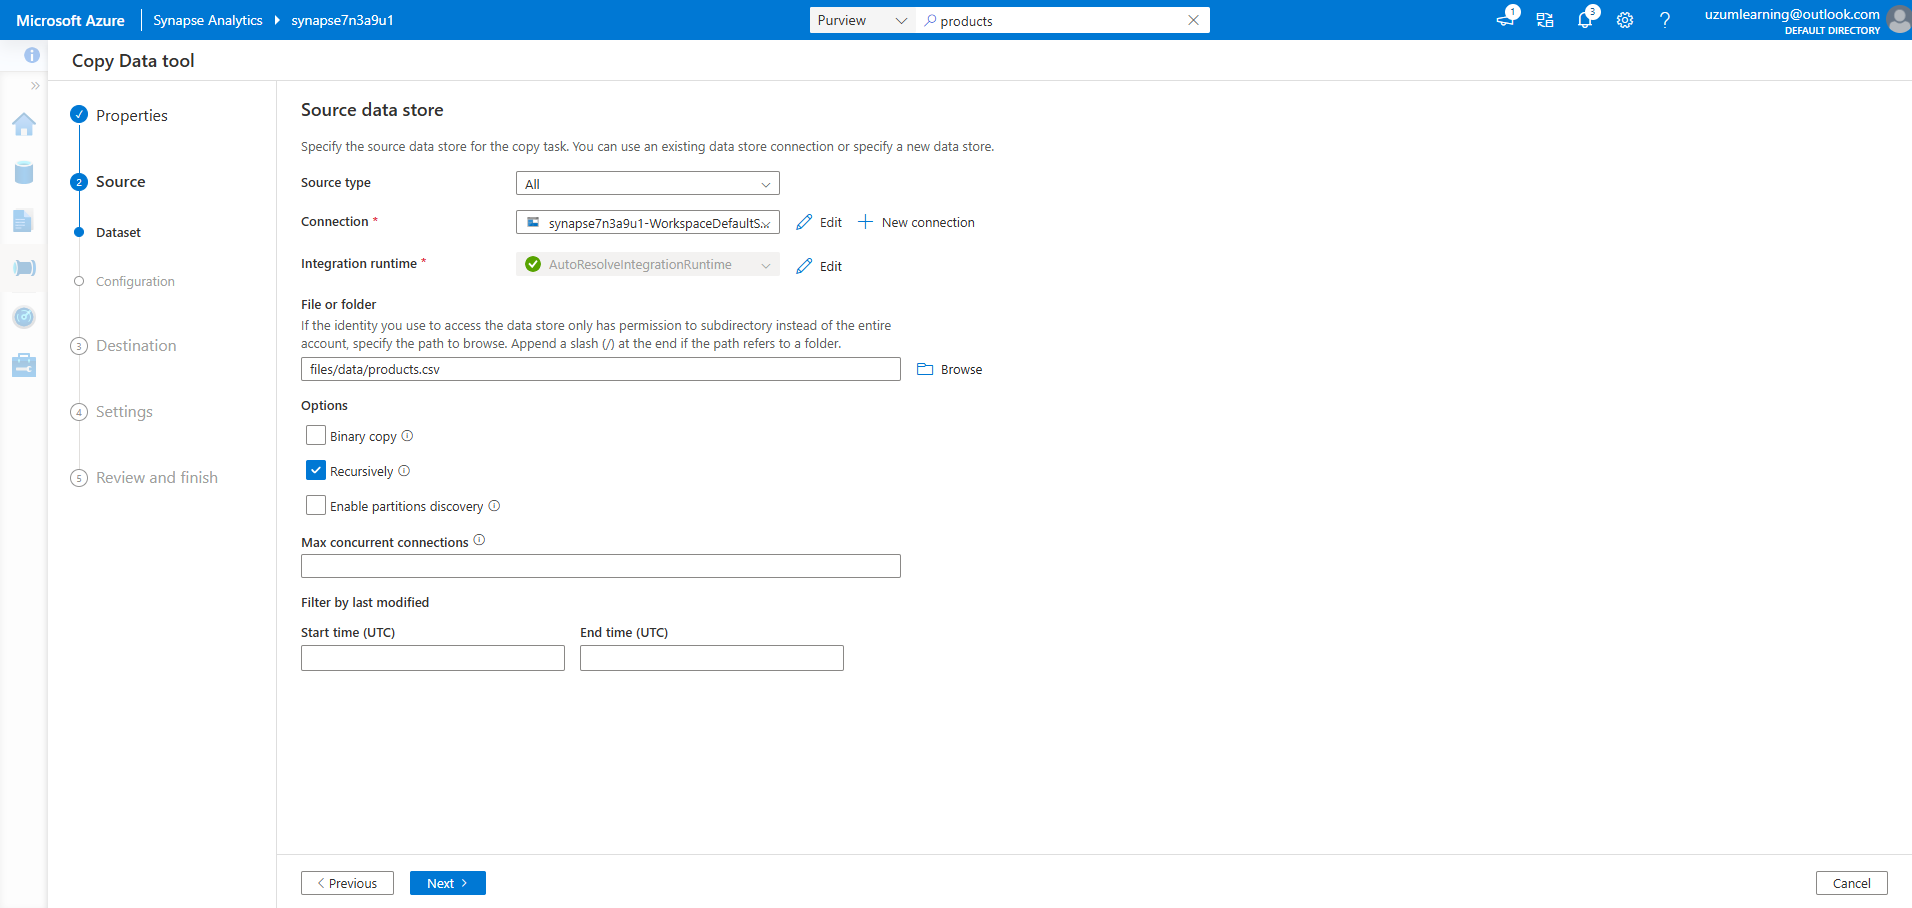 Microsoft Azure
Synapse Analytics
synapse7n3a9u1
Purview
products
1
3
?
uzumlearning@outlook.com
DEFAULT DIRECTORY
Copy Data tool
Properties
2
Source
Dataset
Configuration
3
Destination
4
Settings
5
Review and finish
Source data store
Specify the source data store for the copy task. You can use an existing data store connection or specify a new data store.
Source type
All
Connection *
synapse7n3a9u1-WorkspaceDefaultS...
Edit
New connection
Integration runtime *
AutoResolveIntegrationRuntime
Edit
File or folder
If the identity you use to access the data store only has permission to subdirectory instead of the entire
account, specify the path to browse. Append a slash (/) at the end if the path refers to a folder.
files/data/products.csv
Browse
Options
Binary copy
Recursively
Enable partitions discovery
Max concurrent connections
Filter by last modified
Start time (UTC)
End time (UTC)
Previous
Next
Cancel